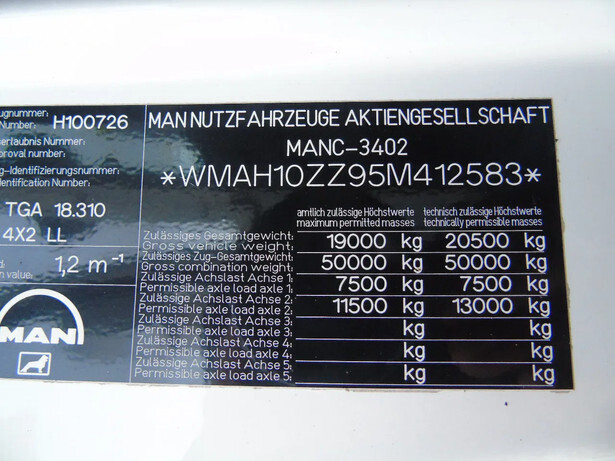 ugnummer:
Number: H100726
serlaubnis Nummer:
proval number:
g-Identifizierungsnummer:
dentification number:
TGA 18.310
4X2 LL
d: 1,2 m⁻¹
on value:
MAN
MAN NUTZFAHRZEUGE AKTIENGESELLSCHAFT
MANC-3402
*WMAH10ZZ95M412583*
amtlich zulässige Höchstwerte technisch zulässige Höchstwerte
maximum permitted masses technically permissible masses
Zulässiges Gesamtgewicht:
Gross vehicle weight: 19000 kg 20500 kg
Zulässiges Zug-Gesamtgewicht:
Gross combination weight: 50000 kg 50000 kg
Zulässige Achslast Achse 1:
Permissible axle load axle 1: 7500 kg 7500 kg
Zulässige Achslast Achse 2:
Permissible axle load axle 2: 11500 kg 13000 kg
Zulässige Achslast Achse 3:
Permissible axle load axle 3: kg kg
Zulässige Achslast Achse 4:
Permissible axle load axle 4: kg kg
Zulässige Achslast Achse 5:
Permissible axle load axle 5: kg kg